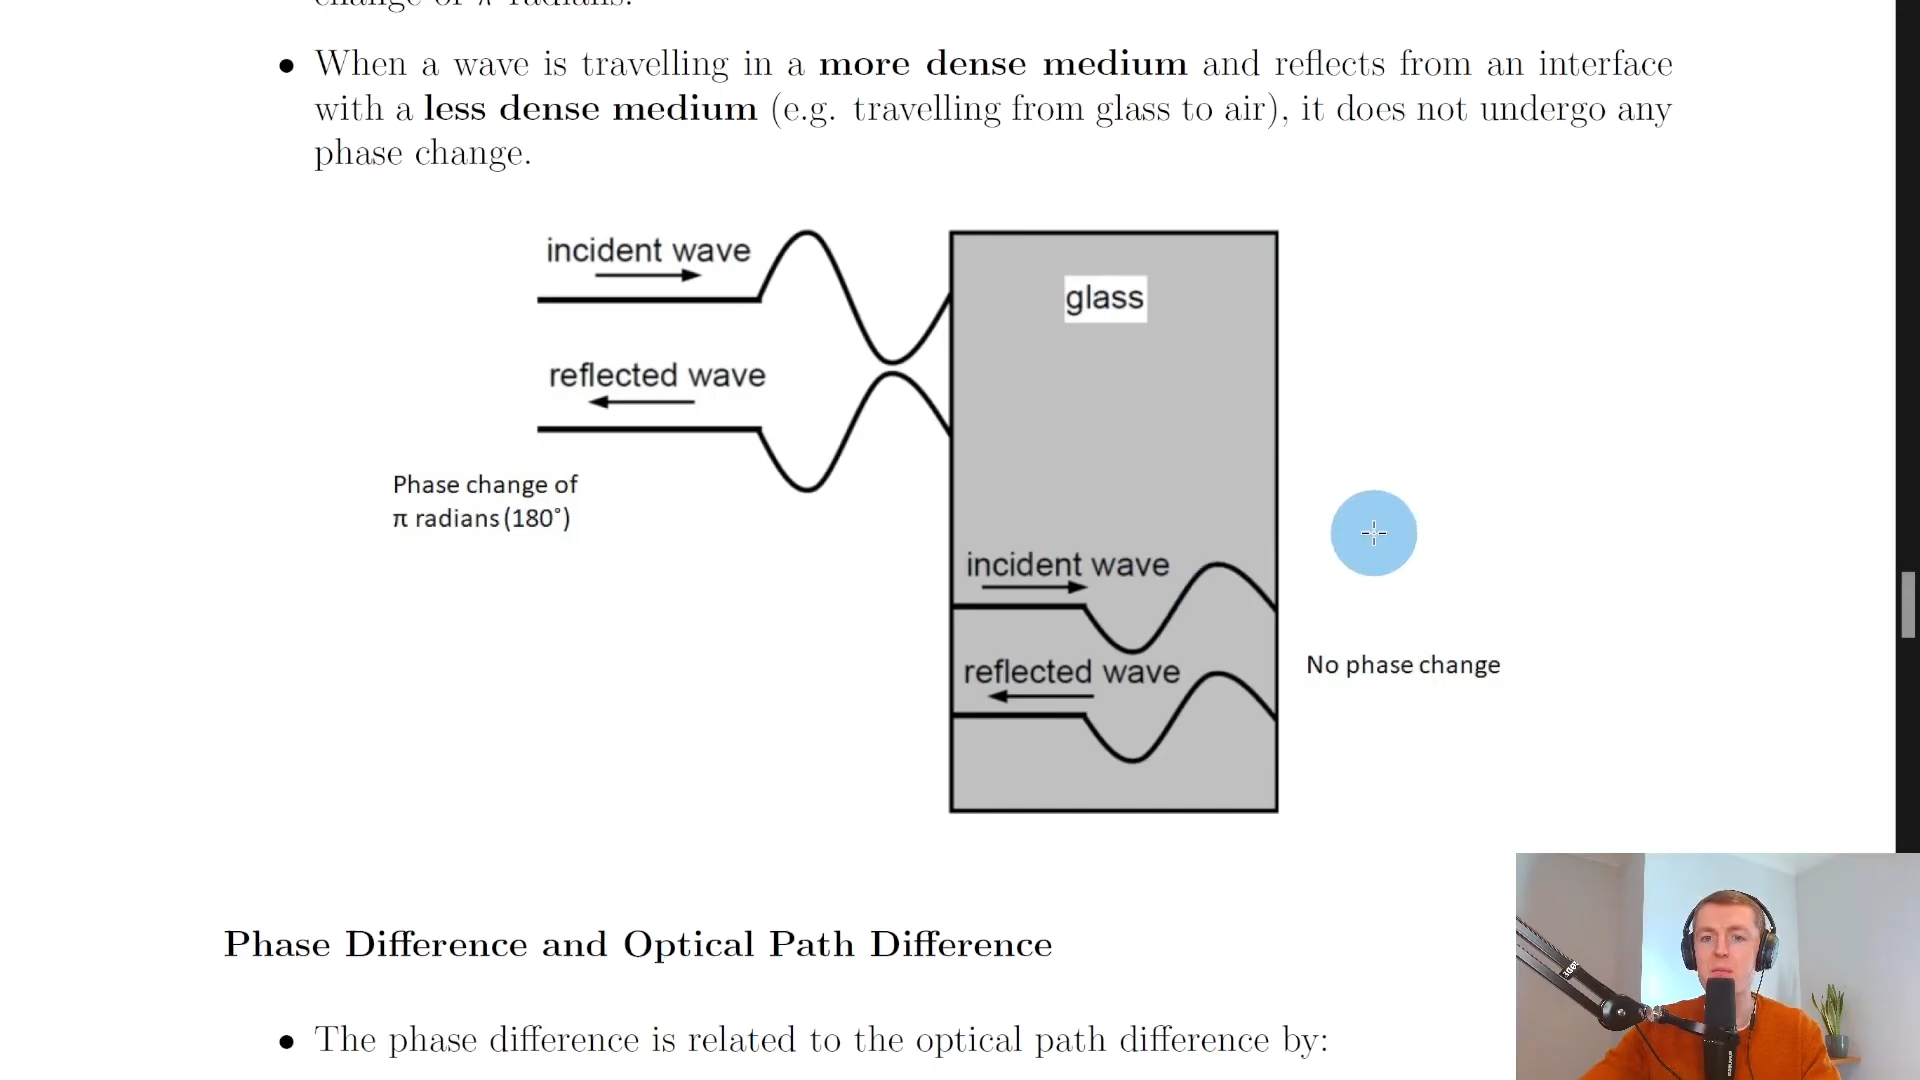 change of π radians.
• When a wave is travelling in a more dense medium and reflects from an interface
with a less dense medium (e.g. travelling from glass to air), it does not undergo any
phase change.
incident wave
glass
reflected wave
Phase change of
π radians (180°)
incident wave
reflected wave
No phase change
Phase Difference and Optical Path Difference
• The phase difference is related to the optical path difference by: